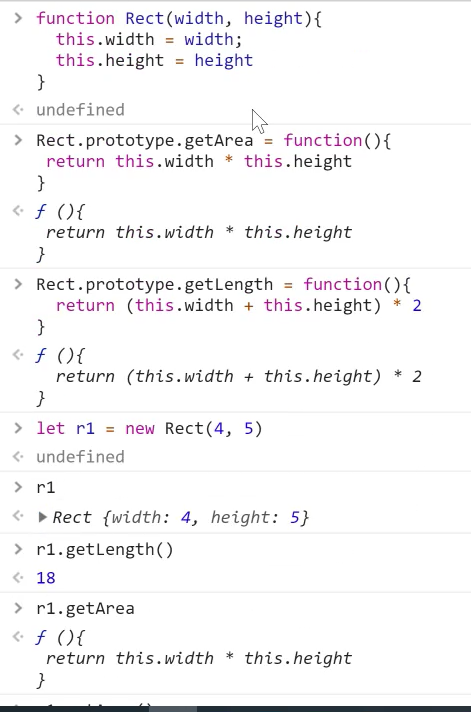 > function Rect(width, height){
this.width = width;
this.height = height
}
undefined
> Rect.prototype.getArea = function(){
return this.width * this.height
}
f (){
return this.width * this.height
}
> Rect.prototype.getLength = function(){
return (this.width + this.height) * 2
}
f (){
return (this.width + this.height) * 2
}
> let r1 = new Rect(4, 5)
undefined
> r1
Rect {width: 4, height: 5}
> r1.getLength()
18
> r1.getArea
f (){
return this.width * this.height
}